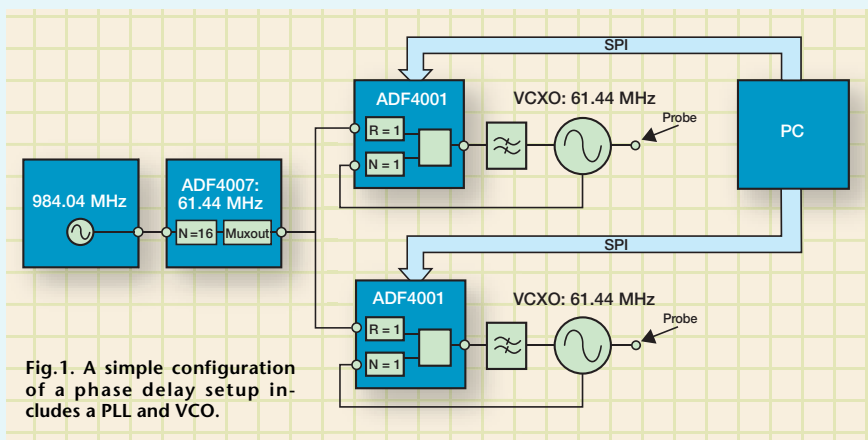 SPI
ADF4001
R = 1
N = 1
VCXO: 61.44 MHz
Probe
PC
984.04 MHz
ADF4007:
61.44 MHz
N =16
Muxout
SPI
ADF4001
R = 1
N = 1
VCXO: 61.44 MHz
Probe
Fig.1. A simple configuration
of a phase delay setup in-
cludes a PLL and VCO.